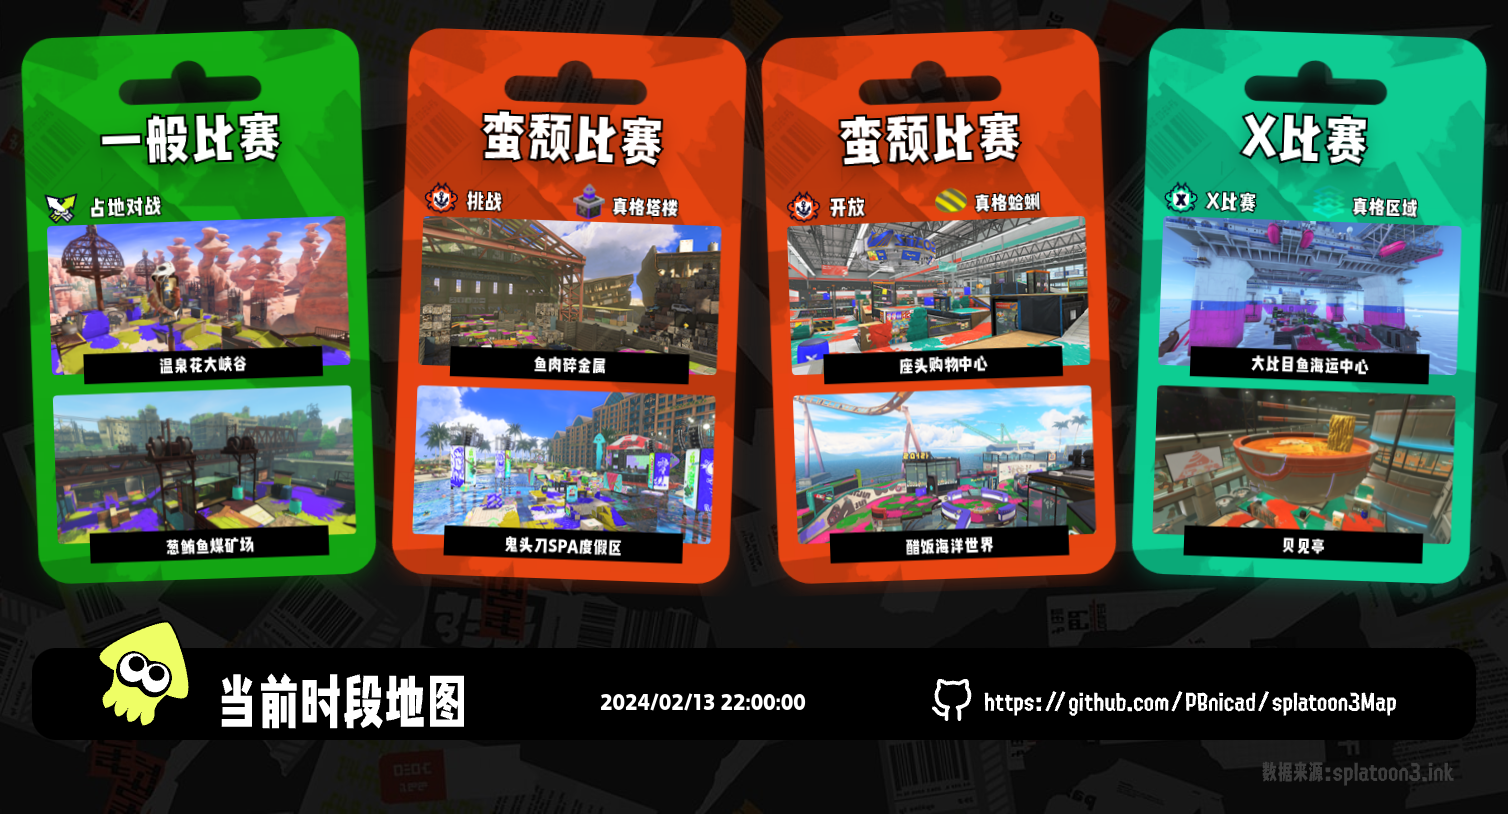 一般比赛
占地对战
温泉花大峡谷
葱鲔鱼煤矿场
蛮颓比赛
挑战
真格塔楼
鱼肉碎金属
鬼头刀SPA度假区
蛮颓比赛
开放
真格蛤蜊
座头购物中心
醋饭海洋世界
X比赛
X比赛
真格区域
大比目鱼海运中心
贝见亭
当前时段地图
2024/02/13 22:00:00
https://github.com/PBnicad/splatoon3Map
数据来源:splatoon3.ink